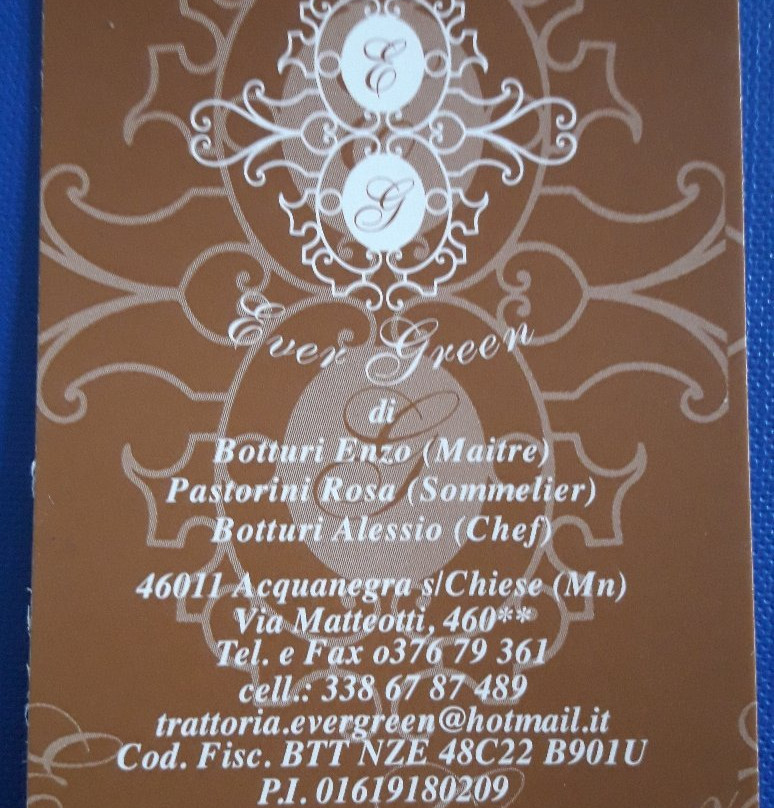 E
G
Ever Green
G
di
Botturi Enzo (Maitre)
Pastorini Rosa (Sommelier)
Botturi Alessio (Chef)
46011 Acquanegra s/Chiese (Mn)
Via Matteotti, 460**
Tel. e Fax o376 79 361
cell.: 338 67 87 489
trattoria.evergreen@hotmail.it
Cod. Fisc. BTT NZE 48C22 B901U
P.I. 01619180209